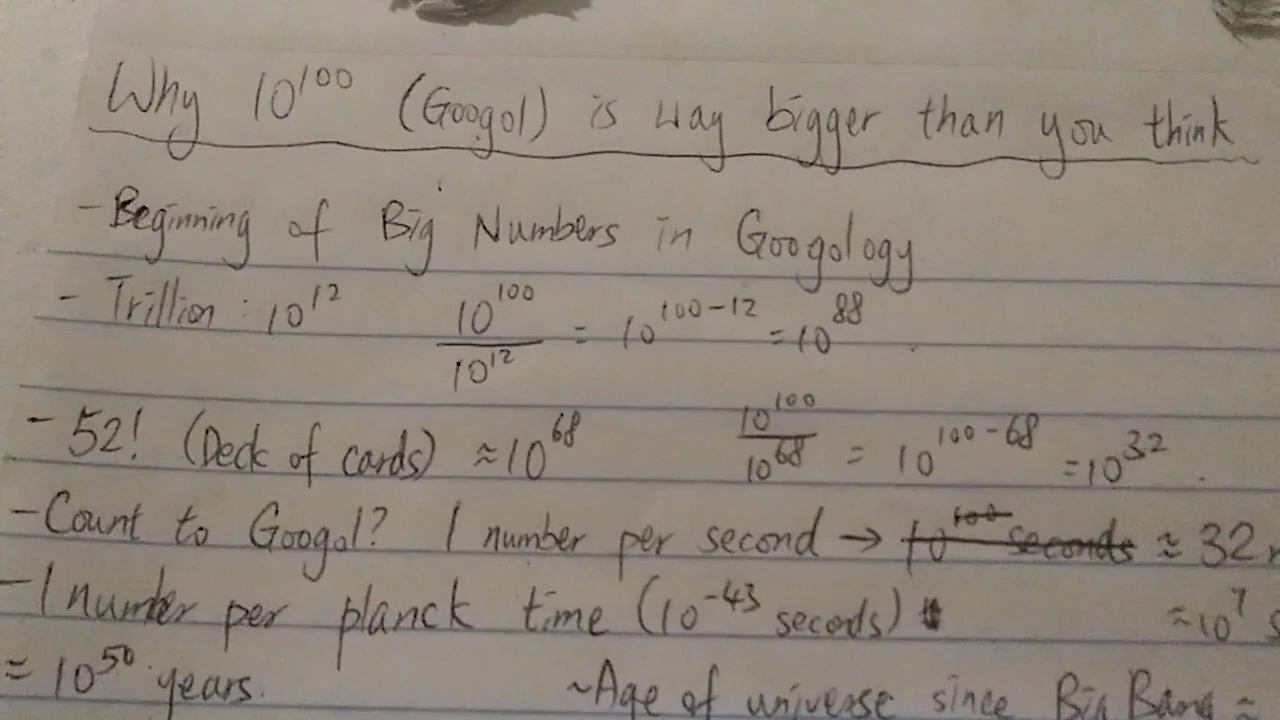 Why 10^100 (Googol) is way bigger than you think
- Beginning of Big Numbers in Googology
- Trillion : 10^12 10^100/10^12 = 10^100-12 = 10^88
- 52! (Deck of cards) ≈ 10^68 10^100/10^68 = 10^100-68 = 10^32.
- Count to Googol? 1 number per second → 10^100 seconds ≈ 32
- 1 number per planck time (10^-43 seconds) ≈ 10^7 s
= 10^50 years. ~Age of universe since Big Bang ≈